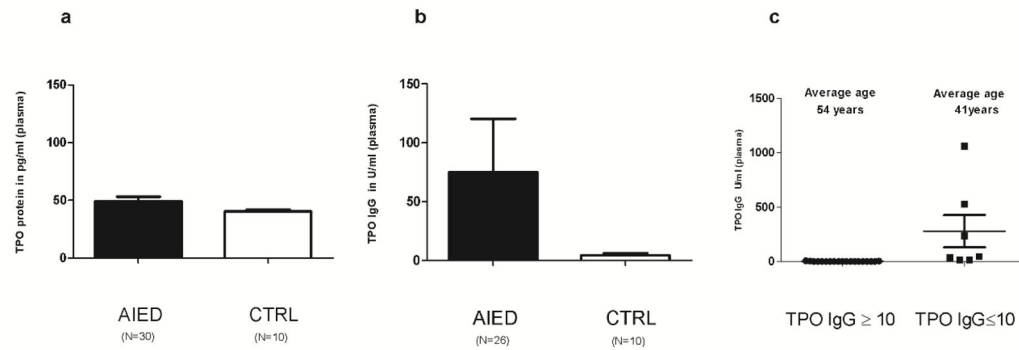 a
TPO protein in pg/ml (plasma)
150
100
50
0
AIED
(N=30)
CTRL
(N=10)
b
TPO IgG in U/ml (plasma)
150
100
50
0
AIED
(N=26)
CTRL
(N=10)
c
TPO IgG U/ml (plasma)
1500
1000
500
0
Average age
54 years
Average age
41years
TPO IgG ≥ 10
TPO IgG≤10